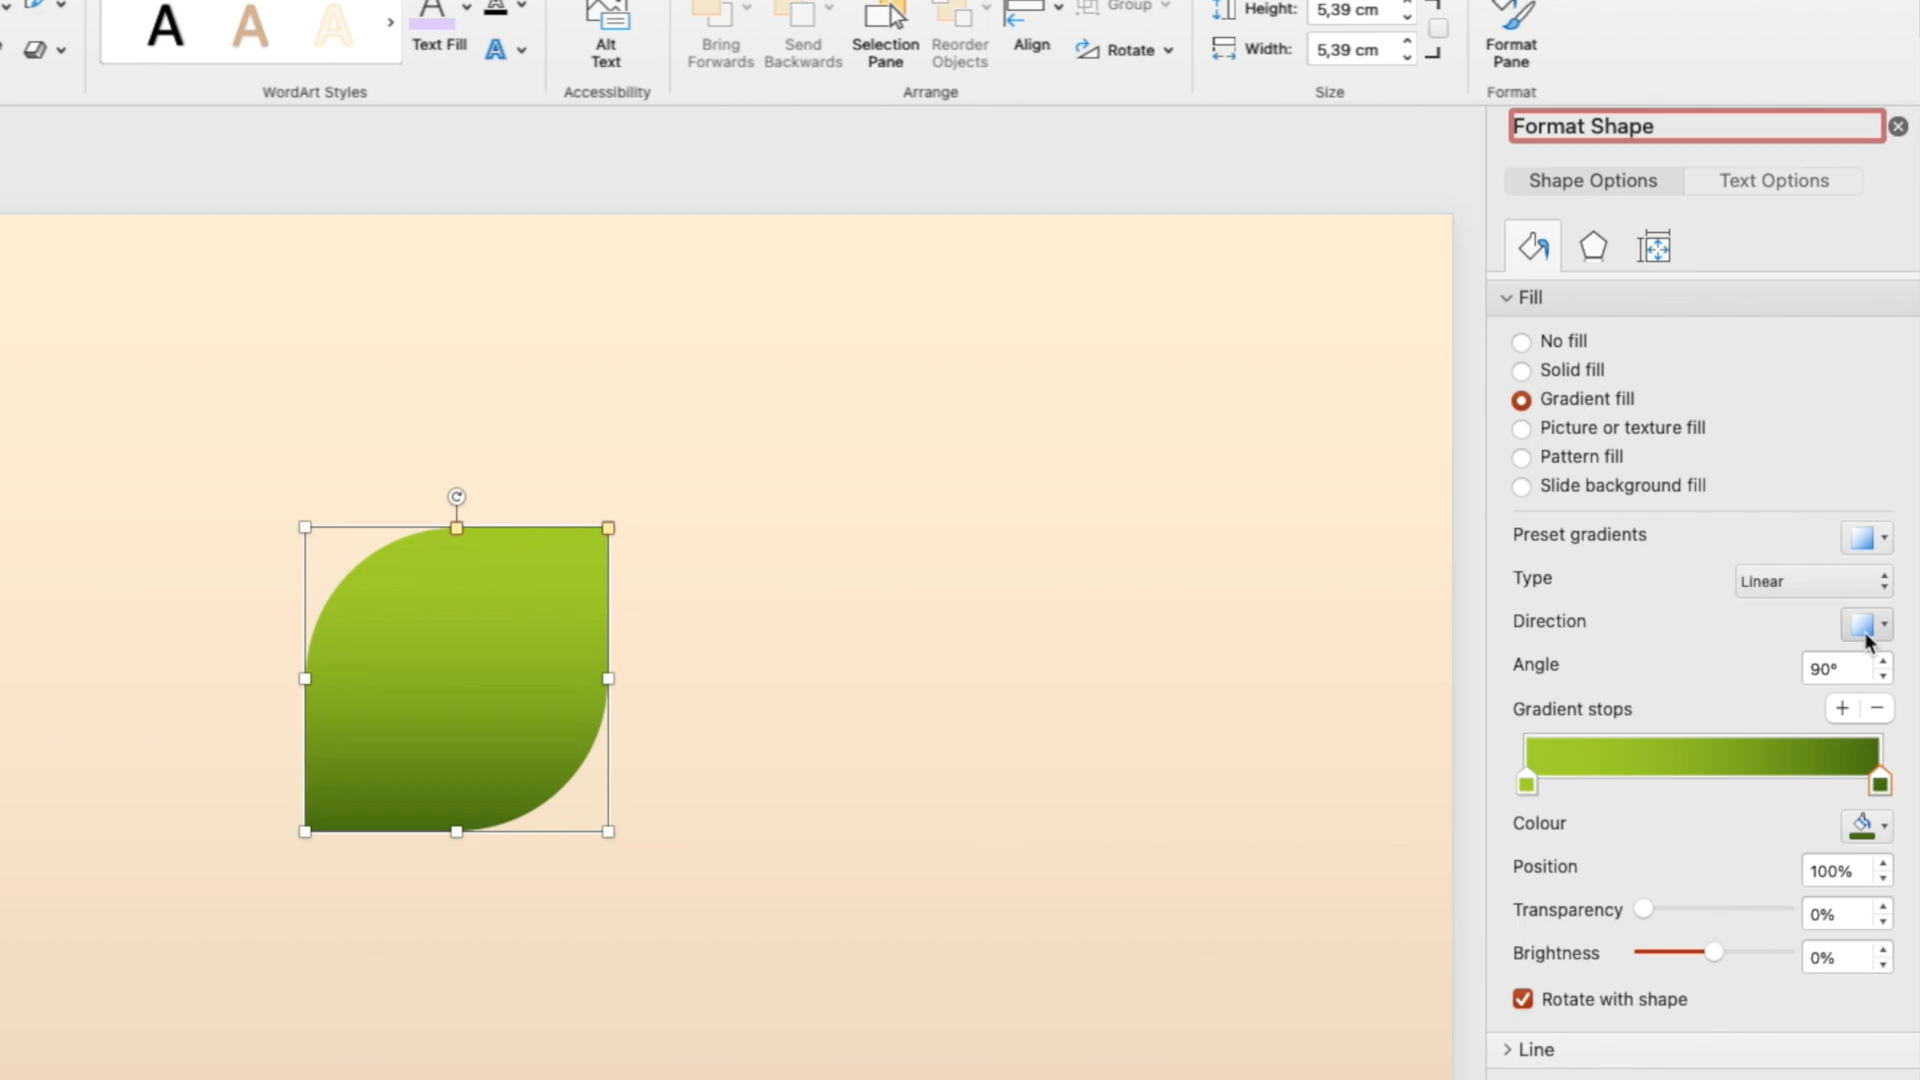 A A A
A
Text Fill
A
WordArt Styles
Alt
Text
Accessibility
Bring
Forwards
Send
Backwards
Selection
Pane
Reorder
Objects
Align
Group
Rotate
Arrange
Height: 5,39 cm
Width: 5,39 cm
Size
Format
Pane
Format
Format Shape
Shape Options Text Options
Fill
No fill
Solid fill
Gradient fill
Picture or texture fill
Pattern fill
Slide background fill
Preset gradients
Type Linear
Direction
Angle 90°
Gradient stops + −
Colour
Position 100%
Transparency 0%
Brightness 0%
Rotate with shape
Line